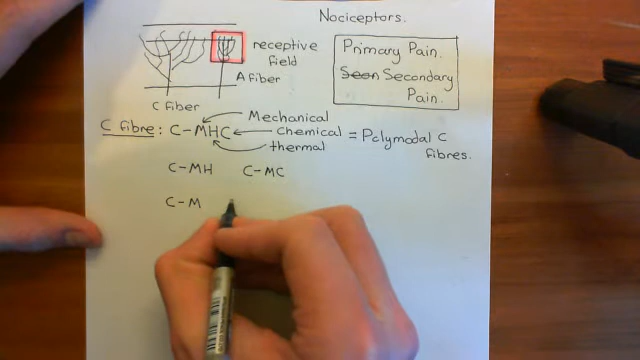 Nociceptors.
receptive
field
A fiber
C fiber
Primary Pain.
Seen Secondary
Pain.
C fibre: C-MHC
Mechanical
Chemical
thermal
= Polymodal C
fibres.
C-MH C-MC
C-M